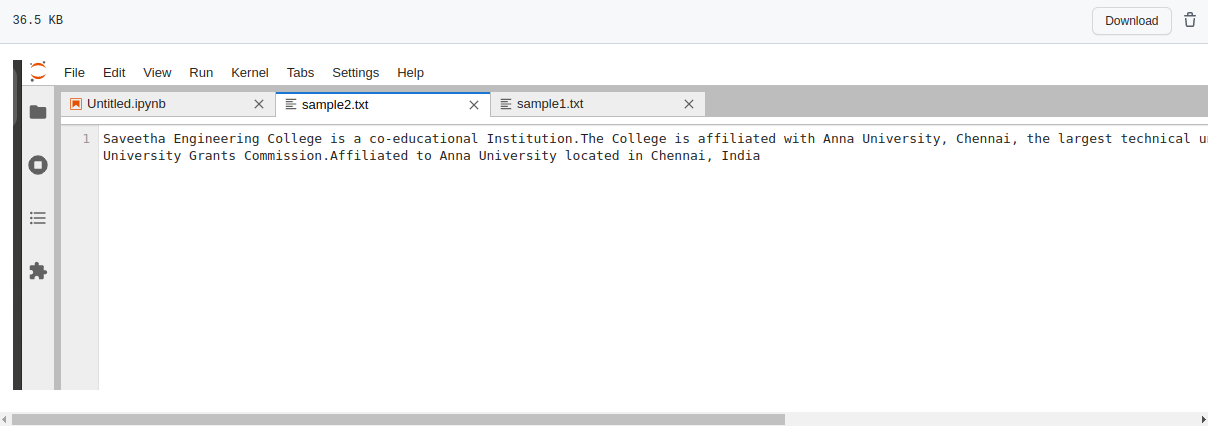 36.5 KB
Download
File Edit View Run Kernel Tabs Settings Help
Untitled.ipynb sample2.txt sample1.txt
1 Saveetha Engineering College is a co-educational Institution.The College is affiliated with Anna University, Chennai, the largest technical
University Grants Commission.Affiliated to Anna University located in Chennai, India